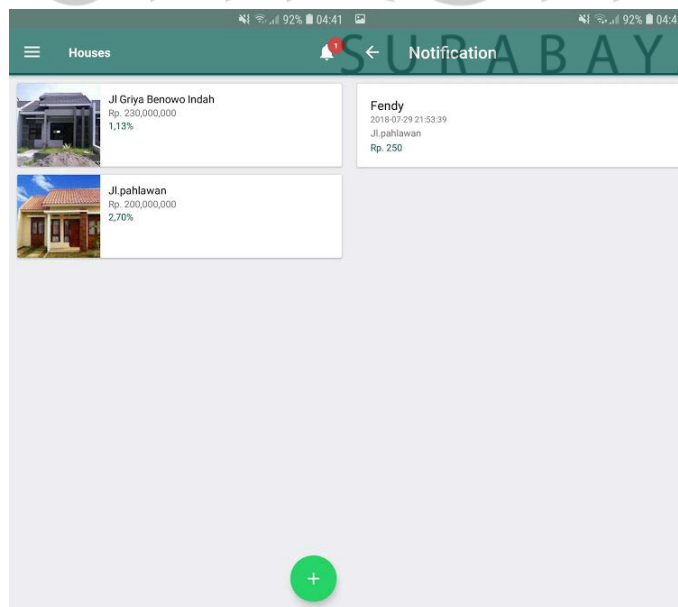 92% 04:41
Houses
1
Jl Griya Benowo Indah
Rp. 230,000,000
1,13%
Jl.pahlawan
Rp. 200,000,000
2,70%
+
92% 04:4
Notification
SURABAY
Fendy
2018-07-29 21:53:39
Jl.pahlawan
Rp. 250